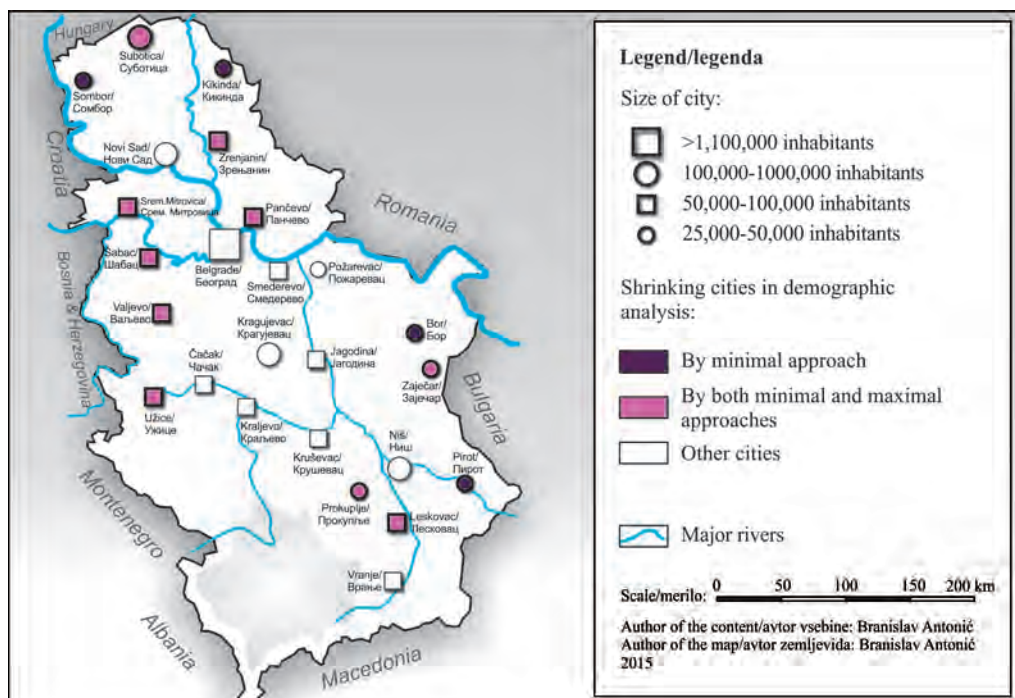 Hungary
Subotica/
Суботица
Sombor/
Сомбор
Kikinda/
Кикинда
Croatia
Novi Sad/
Нови Сад
Zrenjanin/
Зрењанин
Srem.Mitrovica/
Срем. Митровица
Pančevo/
Панчево
Romania
Šabac/
Шабац
Belgrade/
Београд
Smederevo/
Смедерево
Požarevac/
Пожаревац
Bosnia & Herzegovina
Valjevo/
Ваљево
Kragujevac/
Крагујевац
Bor/
Бор
Čačak/
Чачак
Jagodina/
Јагодина
Zaječar/
Зајечар
Bulgaria
Užice/
Ужице
Kraljevo/
Краљево
Kruševac/
Крушевац
Niš/
Ниш
Pirot/
Пирот
Montenegro
Prokuplje/
Прокупље
Leskovac/
Лесковац
Vranje/
Врање
Albania
Macedonia
Legend/legenda
Size of city:
>1,100,000 inhabitants
100,000-1000,000 inhabitants
50,000-100,000 inhabitants
25,000-50,000 inhabitants
Shrinking cities in demographic
analysis:
By minimal approach
By both minimal and maximal
approaches
Other cities
Major rivers
Scale/merilo: 0 50 100 150 200 km
Author of the content/avtor vsebine: Branislav Antonić
Author of the map/avtor zemljevida: Branislav Antonić
2015